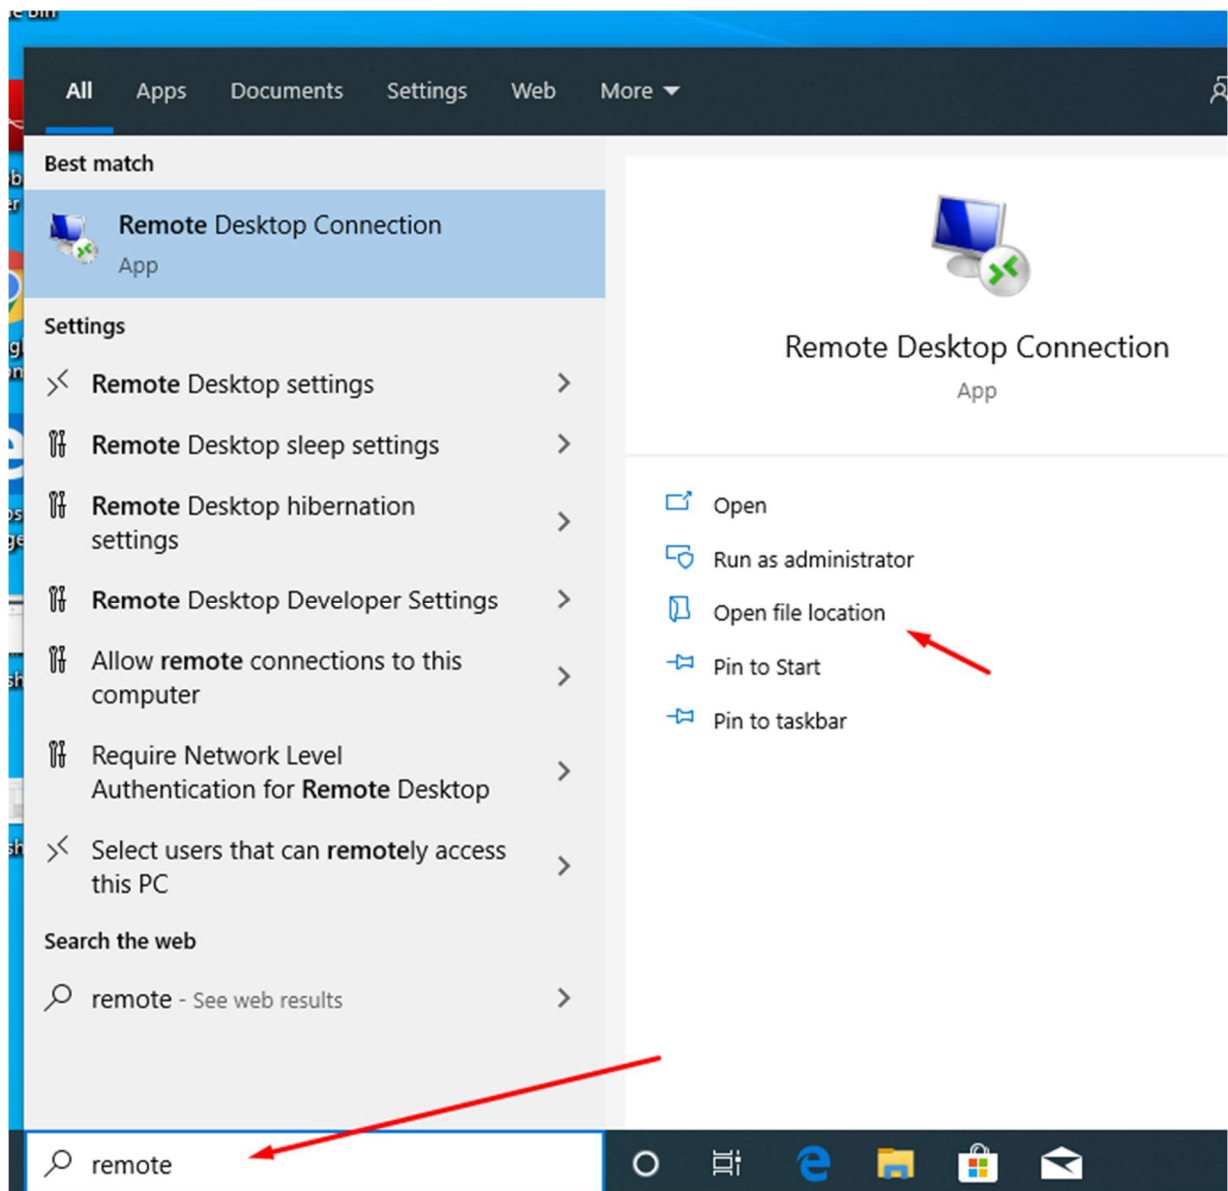 All Apps Documents Settings Web More
Best match
Remote Desktop Connection
App
Settings
Remote Desktop settings
Remote Desktop sleep settings
Remote Desktop hibernation
settings
Remote Desktop Developer Settings
Allow remote connections to this
computer
Require Network Level
Authentication for Remote Desktop
Select users that can remotely access
this PC
Search the web
remote - See web results
remote
Remote Desktop Connection
App
Open
Run as administrator
Open file location
Pin to Start
Pin to taskbar